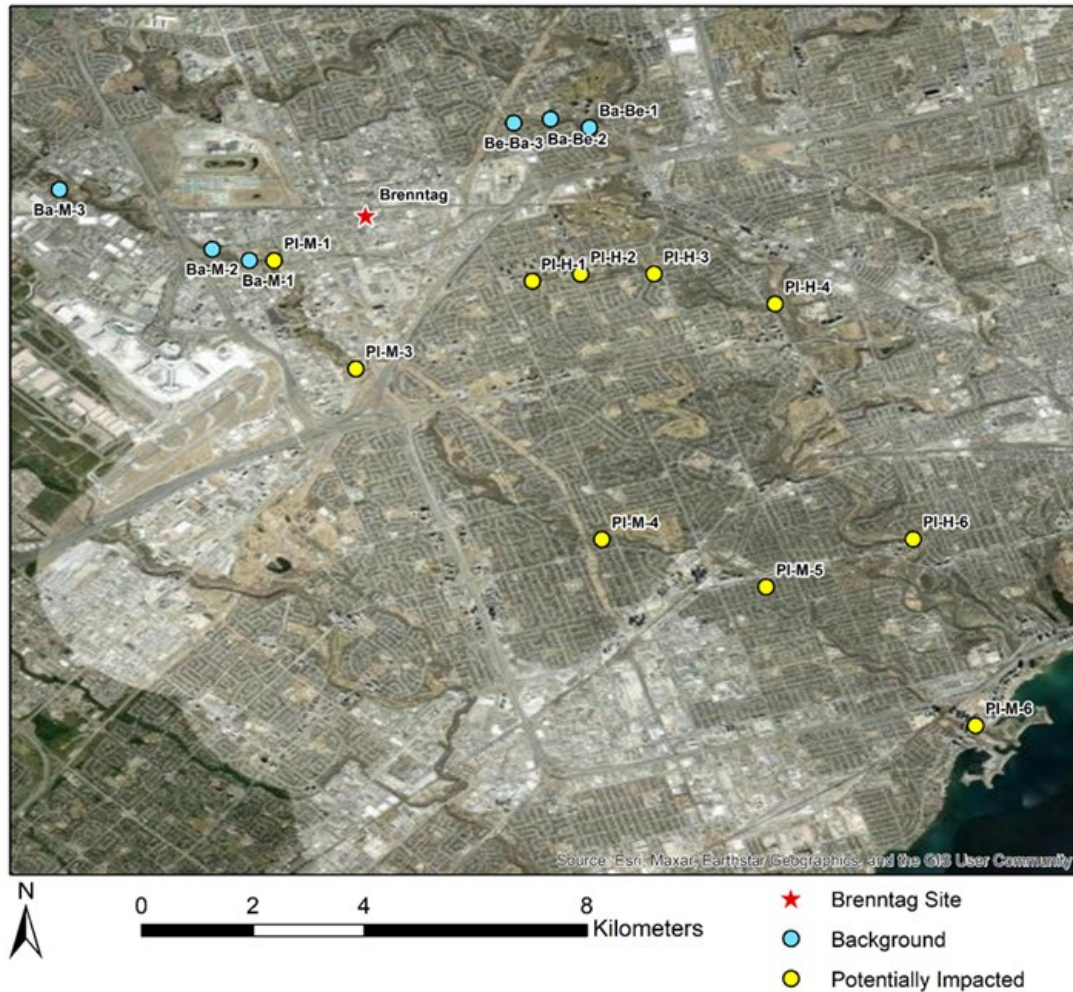 Ba-Be-1
Be-Ba-3
Ba-Be-2
Brenntag
Ba-M-3
PI-M-1
Ba-M-2
Ba-M-1
PI-H-1
PI-H-2
PI-H-3
PI-H-4
PI-M-3
PI-M-4
PI-H-6
PI-M-5
PI-M-6
Source: Esri, Maxar, Earthstar Geographics, and the GIS User Community
N
0 2 4 8
Kilometers
Brenntag Site
Background
Potentially Impacted